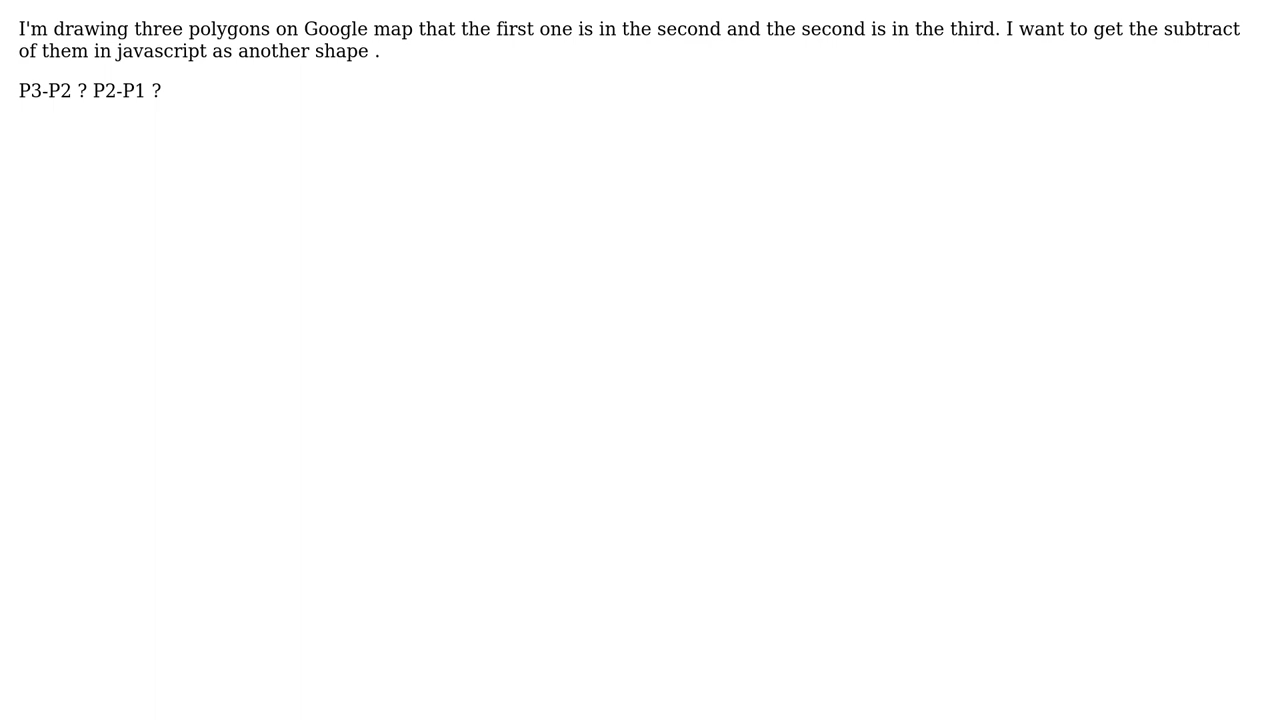 I'm drawing three polygons on Google map that the first one is in the second and the second is in the third. I want to get the subtract
of them in javascript as another shape .
P3-P2 ? P2-P1 ?